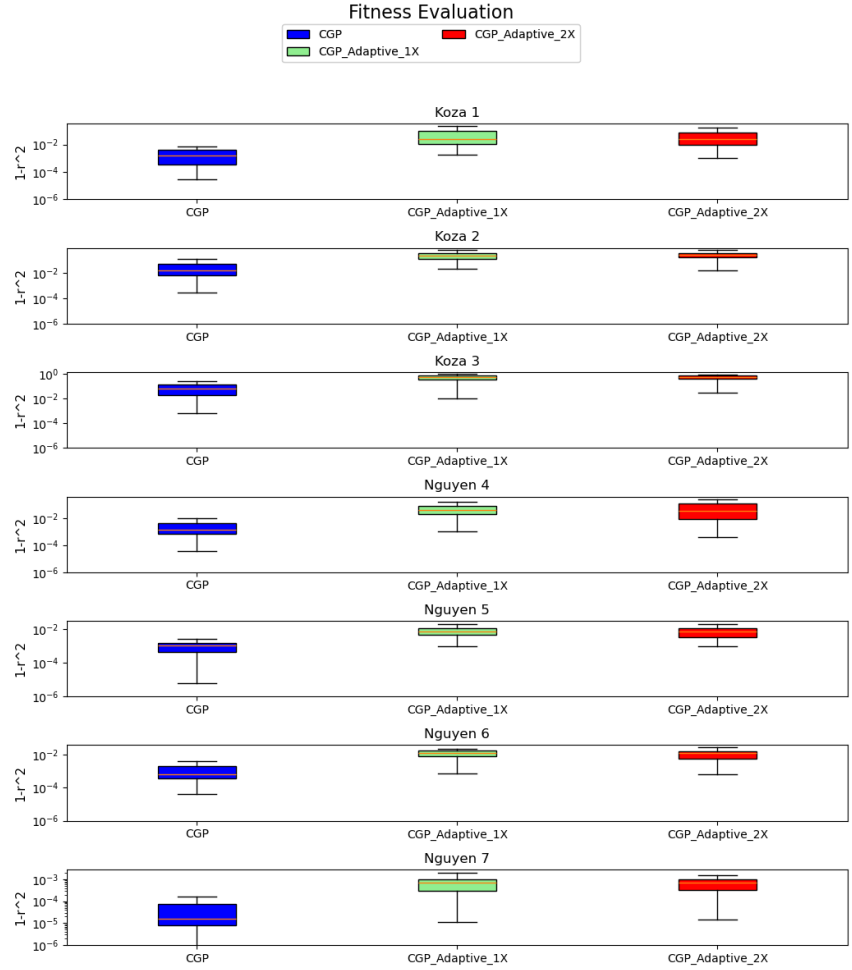 Fitness Evaluation
CGP
CGP_Adaptive_2X
CGP_Adaptive_1X
Koza 1
1-r^2
10^-2
10^-4
10^-6
CGP
CGP_Adaptive_1X
CGP_Adaptive_2X
Koza 2
1-r^2
10^-2
10^-4
10^-6
CGP
CGP_Adaptive_1X
CGP_Adaptive_2X
Koza 3
1-r^2
10^0
10^-2
10^-4
10^-6
CGP
CGP_Adaptive_1X
CGP_Adaptive_2X
Nguyen 4
1-r^2
10^-2
10^-4
10^-6
CGP
CGP_Adaptive_1X
CGP_Adaptive_2X
Nguyen 5
1-r^2
10^-2
10^-4
10^-6
CGP
CGP_Adaptive_1X
CGP_Adaptive_2X
Nguyen 6
1-r^2
10^-2
10^-4
10^-6
CGP
CGP_Adaptive_1X
CGP_Adaptive_2X
Nguyen 7
1-r^2
10^-3
10^-4
10^-5
10^-6
CGP
CGP_Adaptive_1X
CGP_Adaptive_2X